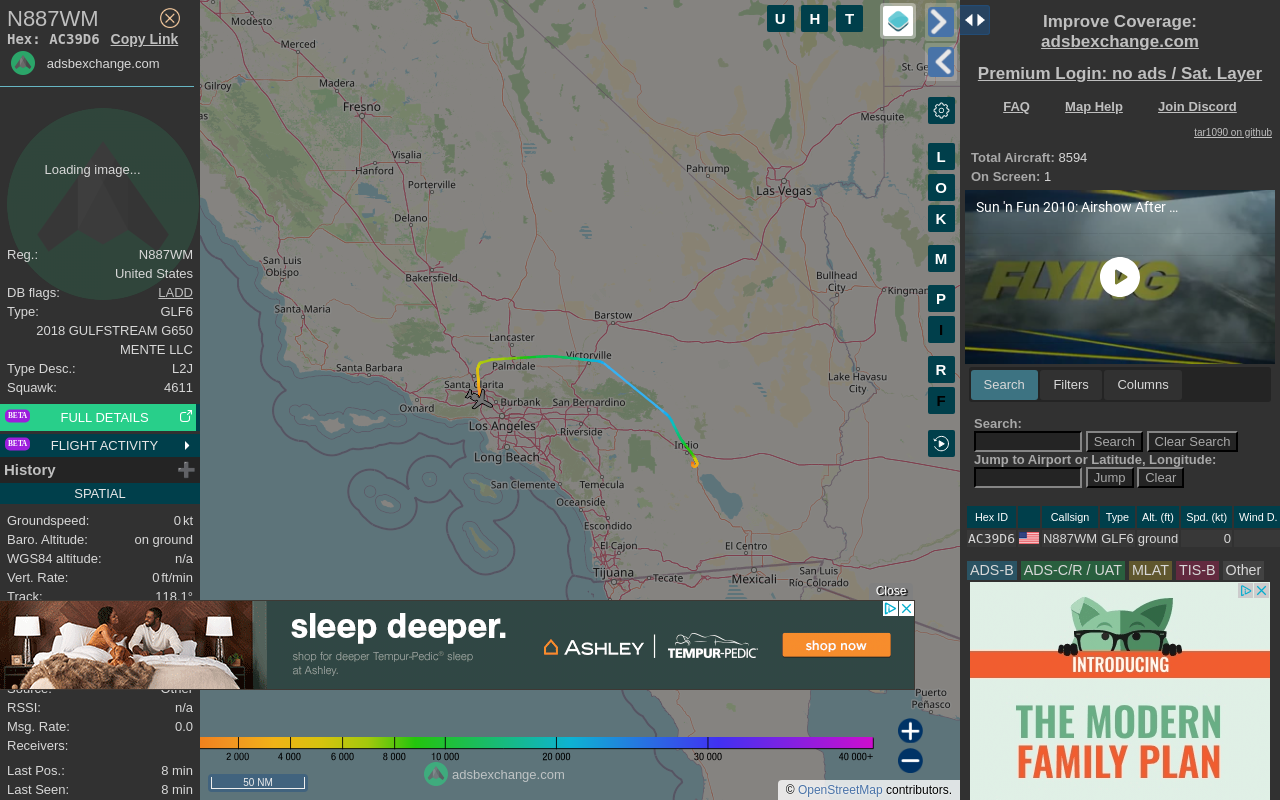 N887WM
Hex: AC39D6 Copy Link
adsbexchange.com
Loading image...
Reg.: N887WM
United States
DB flags: LADD
Type: GLF6
2018 GULFSTREAM G650
MENTE LLC
Type Desc.: L2J
Squawk: 4611
BETA FULL DETAILS
BETA FLIGHT ACTIVITY
History
SPATIAL
Groundspeed: 0 kt
Baro. Altitude: on ground
WGS84 altitude: n/a
Vert. Rate: 0 ft/min
Track: 118.1°
Source: Other
RSSI: n/a
Msg. Rate: 0.0
Receivers:
Last Pos.: 8 min
Last Seen: 8 min
U H T
L
O
K
M
P
I
R
F
Modesto
Merced
Gilroy
as
Madera
Fresno
St. Ge
Mesquite
Visalia
Hanford
Porterville
Pahrump
Las Vegas
Delano
San Luis
Obispo
Bakersfield
Bullhead
City
Kingman
Santa Maria
Barstow
Lancaster
Victorville
Palmdale
Santa Barbara
Santa Clarita
Lake Havasu
City
Oxnard
Burbank
San Bernardino
Los Angeles
Riverside
Indio
Long Beach
San Clemente
Temecula
Oceanside
Escondido
El Cajon
El Centro
Tijuana
Tecate
Mexicali
San Luis
Río Colorado
Puerto
Peñasco
Close
sleep deeper.
shop for deeper Tempur-Pedic® sleep
at Ashley.
ASHLEY
TEMPUR-PEDIC
shop now
2 000 4 000 6 000 8 000 10 000 20 000 30 000 40 000+
adsbexchange.com
50 NM
© OpenStreetMap contributors.
Improve Coverage:
adsbexchange.com
Premium Login: no ads / Sat. Layer
FAQ Map Help Join Discord
tar1090 on github
Total Aircraft: 8594
On Screen: 1
Sun 'n Fun 2010: Airshow After ...
FLYING
Search Filters Columns
Search:
Search Clear Search
Jump to Airport or Latitude, Longitude:
Jump Clear
Hex ID Callsign Type Alt. (ft) Spd. (kt) Wind D.
AC39D6 N887WM GLF6 ground 0
ADS-B ADS-C/R / UAT MLAT TIS-B Other
INTRODUCING
THE MODERN
FAMILY PLAN